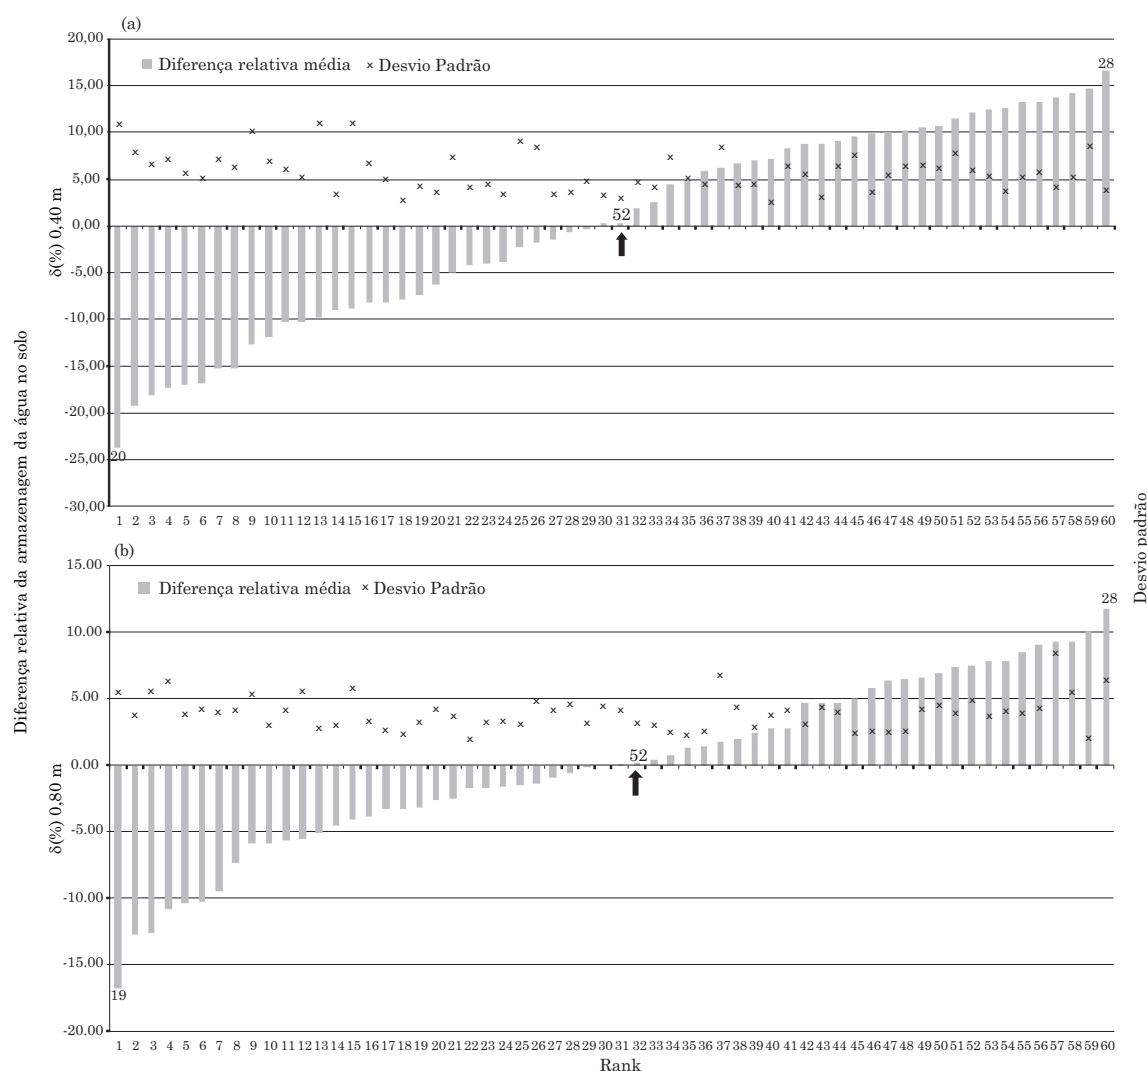 (a)
20,00
Diferença relativa média × Desvio Padrão
28
15,00
10,00
5,00
52
0,00
-5,00
-10,00
-15,00
-20,00
20
-25,00
-30,00
δ(%) 0,40 m
1 2 3 4 5 6 7 8 9 10 11 12 13 14 15 16 17 18 19 20 21 22 23 24 25 26 27 28 29 30 31 32 33 34 35 36 37 38 39 40 41 42 43 44 45 46 47 48 49 50 51 52 53 54 55 56 57 58 59 60
Diferença relativa da armazenagem da água no solo
Desvio padrão
(b)
15.00
Diferença relativa média × Desvio Padrão
28
10.00
5.00
52
0.00
-5.00
-10.00
-15.00
19
-20.00
δ(%) 0,80 m
1 2 3 4 5 6 7 8 9 10 11 12 13 14 15 16 17 18 19 20 21 22 23 24 25 26 27 28 29 30 31 32 33 34 35 36 37 38 39 40 41 42 43 44 45 46 47 48 49 50 51 52 53 54 55 56 57 58 59 60
Rank